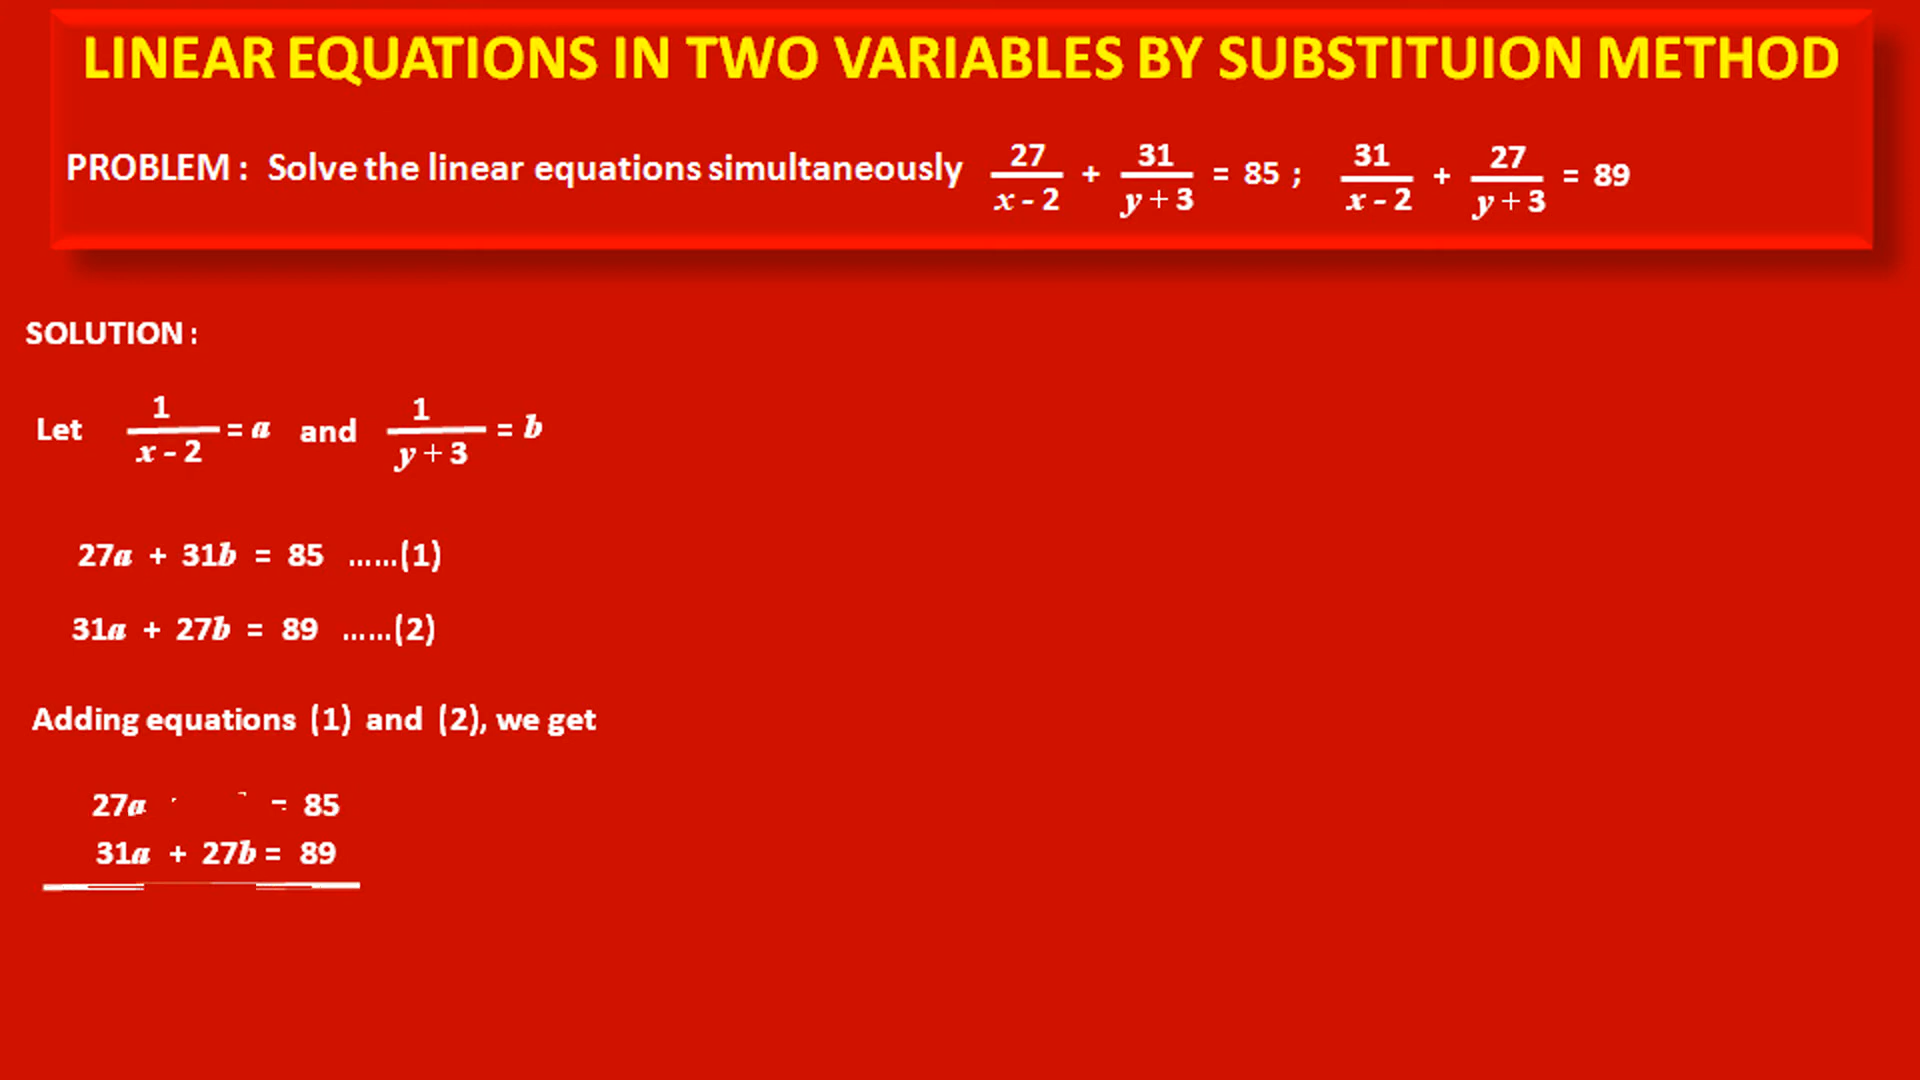 LINEAR EQUATIONS IN TWO VARIABLES BY SUBSTITUION METHOD
PROBLEM : Solve the linear equations simultaneously 27/(x - 2) + 31/(y + 3) = 85 ; 31/(x - 2) + 27/(y + 3) = 89
SOLUTION :
Let 1/(x - 2) = a and 1/(y + 3) = b
27a + 31b = 85 ......(1)
31a + 27b = 89 ......(2)
Adding equations (1) and (2), we get
27a = 85
31a + 27b = 89